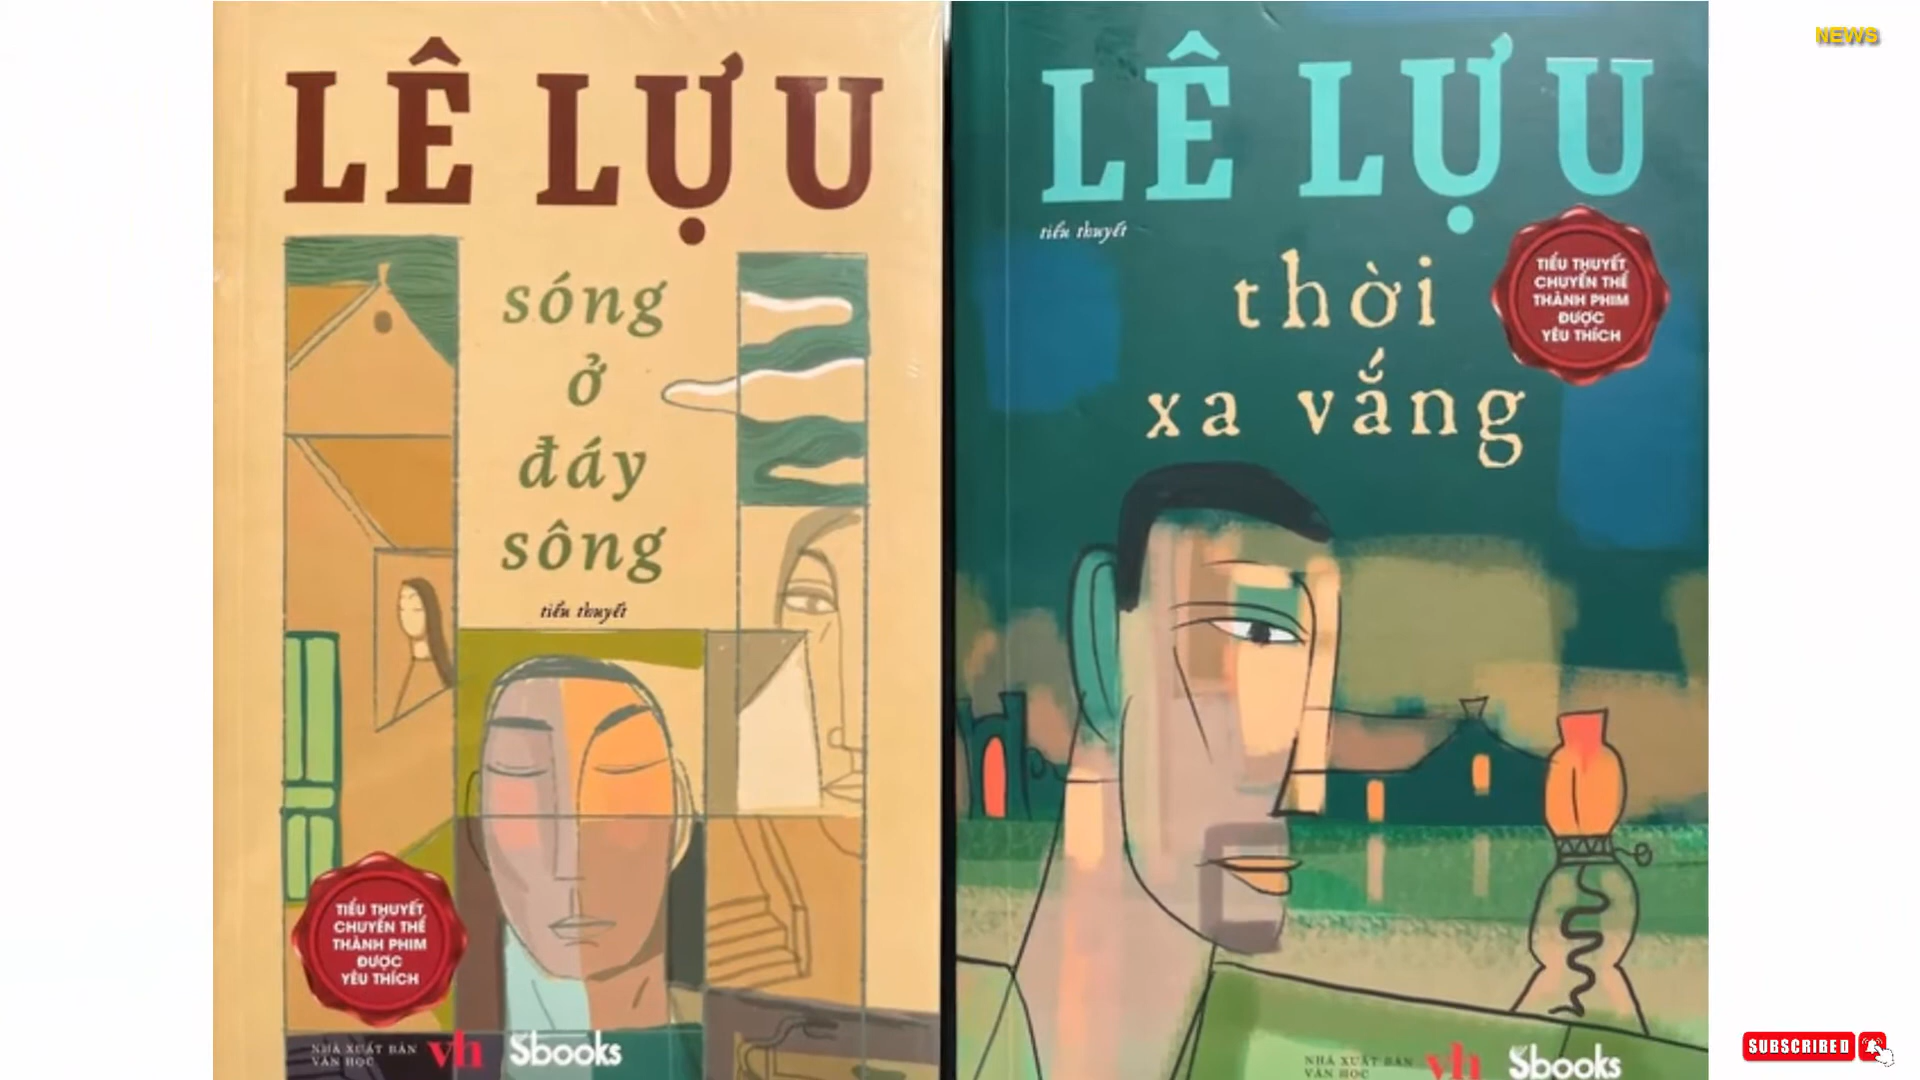 LÊ LỰU
sóng
ở
đáy
sông
tiểu thuyết
TIỂU THUYẾT
CHUYỂN THỂ
THÀNH PHIM
ĐƯỢC
YÊU THÍCH
NHÀ XUẤT BẢN
VĂN HỌC
vh
Sbooks
LÊ LỰU
tiểu thuyết
thời
xa vắng
TIỂU THUYẾT
CHUYỂN THỂ
THÀNH PHIM
ĐƯỢC
YÊU THÍCH
NHÀ XUẤT BẢN
VĂN HỌC
vh
Sbooks
NEWS
SUBSCRIBED